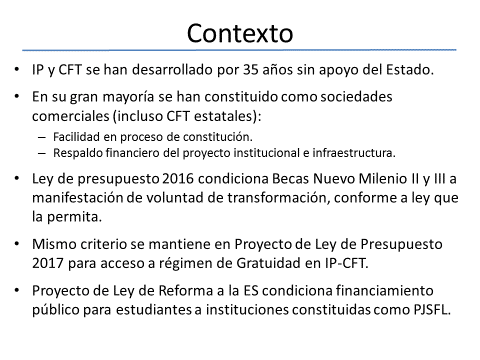 Contexto
• IP y CFT se han desarrollado por 35 años sin apoyo del Estado.
• En su gran mayoría se han constituido como sociedades
comerciales (incluso CFT estatales):
– Facilidad en proceso de constitución.
– Respaldo financiero del proyecto institucional e infraestructura.
• Ley de presupuesto 2016 condiciona Becas Nuevo Milenio II y III a
manifestación de voluntad de transformación, conforme a ley que
la permita.
• Mismo criterio se mantiene en Proyecto de Ley de Presupuesto
2017 para acceso a régimen de Gratuidad en IP-CFT.
• Proyecto de Ley de Reforma a la ES condiciona financiamiento
público para estudiantes a instituciones constituidas como PJSFL.